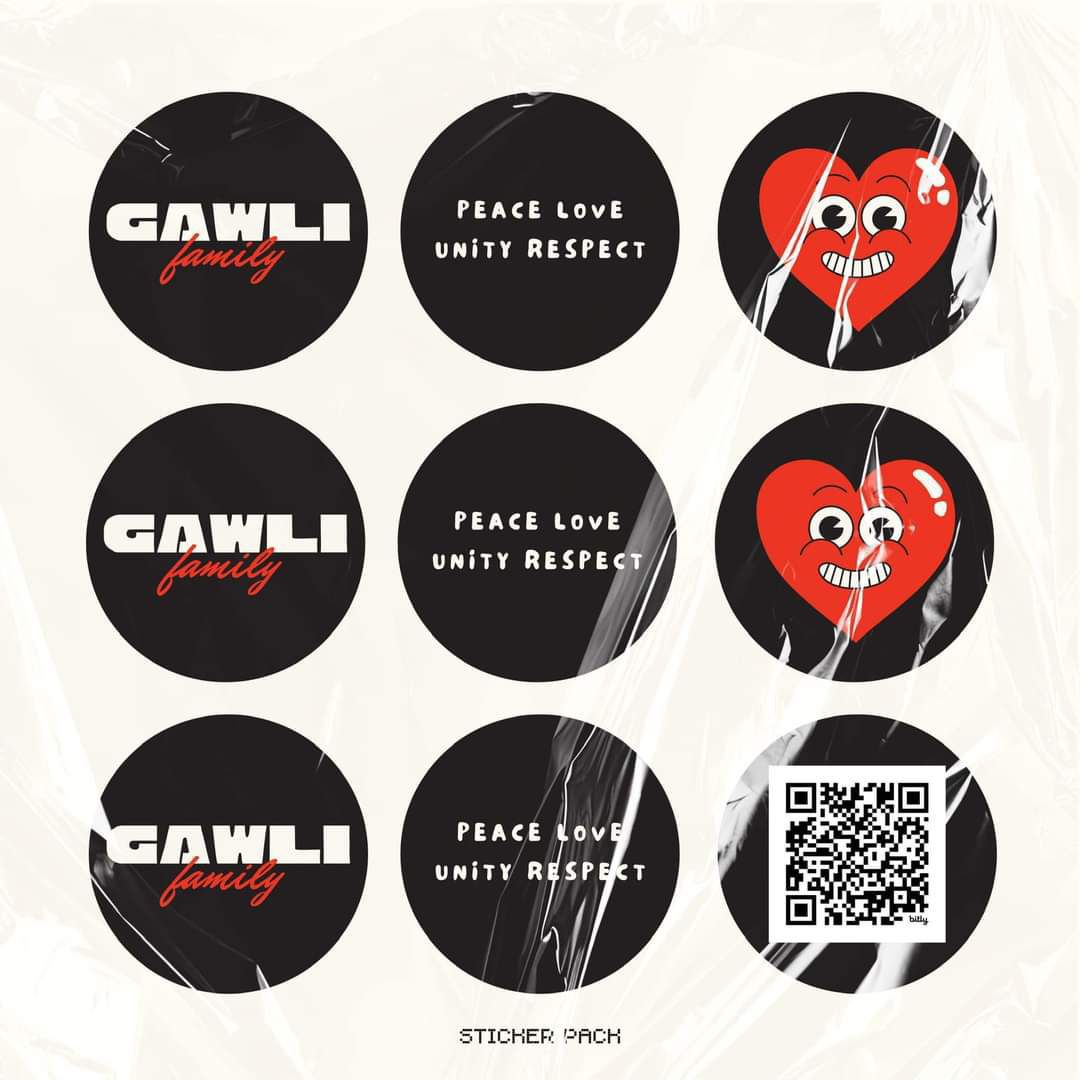 GAWLI
family
PEACE LOVE
UNITY RESPECT
GAWLI
family
PEACE LOVE
UNITY RESPECT
GAWLI
family
PEACE LOVE
UNITY RESPECT
bitly
STICKER PACK